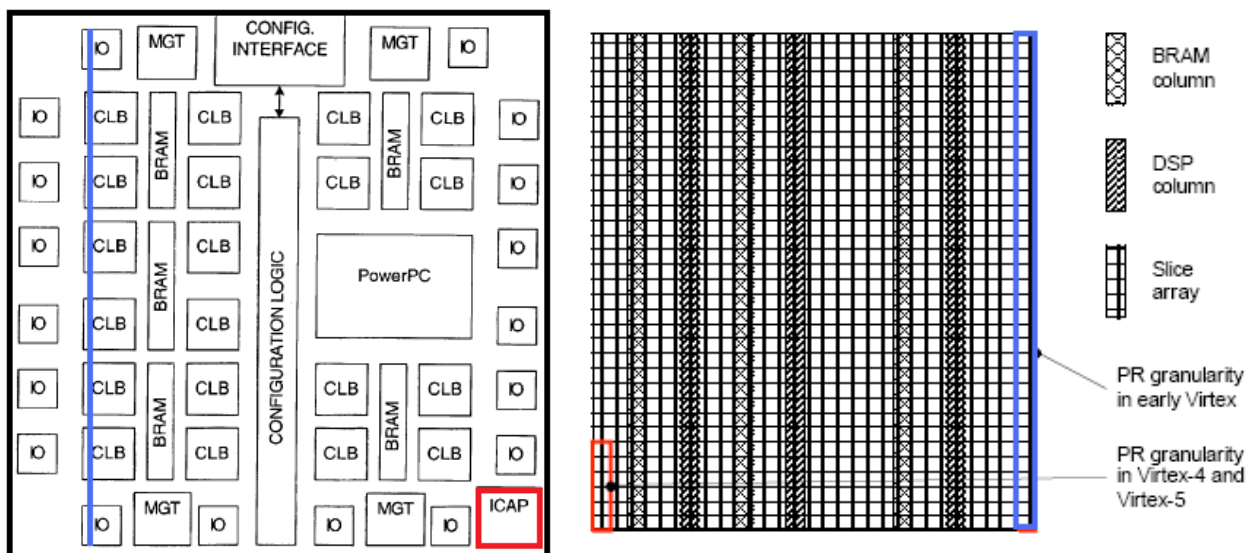 IO
MGT
CONFIG.
INTERFACE
MGT
IO
IO
CLB
BRAM
CLB
CLB
BRAM
CLB
IO
IO
CLB
CLB
CLB
CLB
IO
IO
CLB
BRAM
CLB
CONFIGURATION LOGIC
PowerPC
IO
IO
CLB
CLB
IO
IO
CLB
BRAM
CLB
CLB
BRAM
CLB
IO
IO
CLB
CLB
CLB
CLB
IO
IO
MGT
IO
MGT
IO
ICAP
BRAM
column
DSP
column
Slice
array
PR granularity
in early Virtex
PR granularity
in Virtex-4 and
Virtex-5